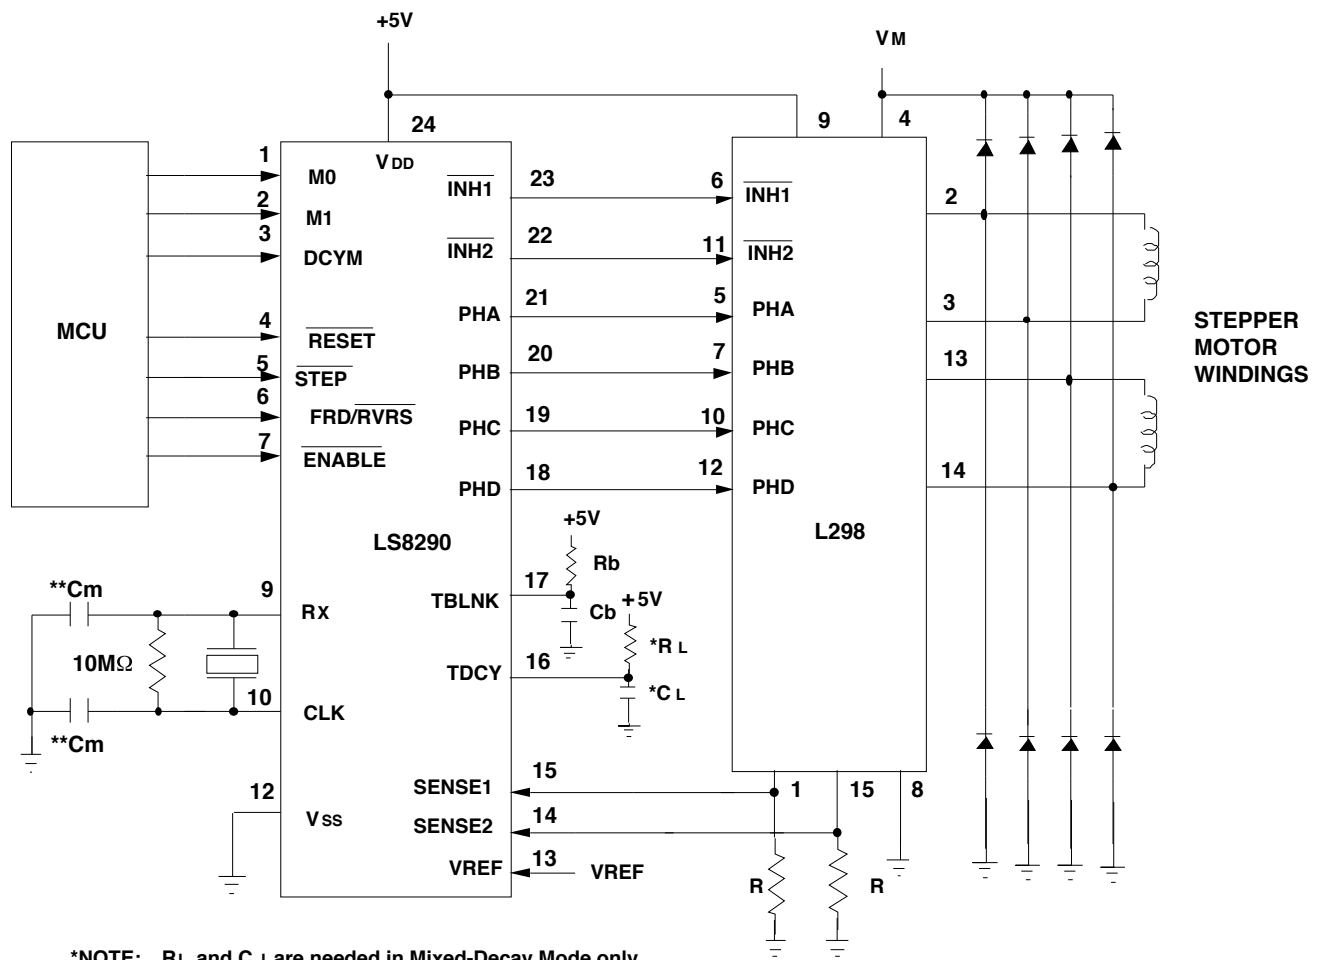 +5V
VM
24
9
4
1
2
3
4
5
6
7
MCU
M0
M1
DCYM
RESET
STEP
FRD/RVRS
ENABLE
VDD
INH1
INH2
PHA
PHB
PHC
PHD
23
22
21
20
19
18
6
11
5
7
10
12
INH1
INH2
PHA
PHB
PHC
PHD
2
3
13
14
STEPPER
MOTOR
WINDINGS
LS8290
L298
+5V
Rb
17
TBLNK
Cb
+5V
*RL
16
TDCY
*CL
**Cm
9
RX
10MΩ
10
CLK
**Cm
12
VSS
SENSE1
15
SENSE2
14
VREF
13
VREF
1
15
8
R
R
*NOTE: RL and CL are needed in Mixed-Decay Mode only